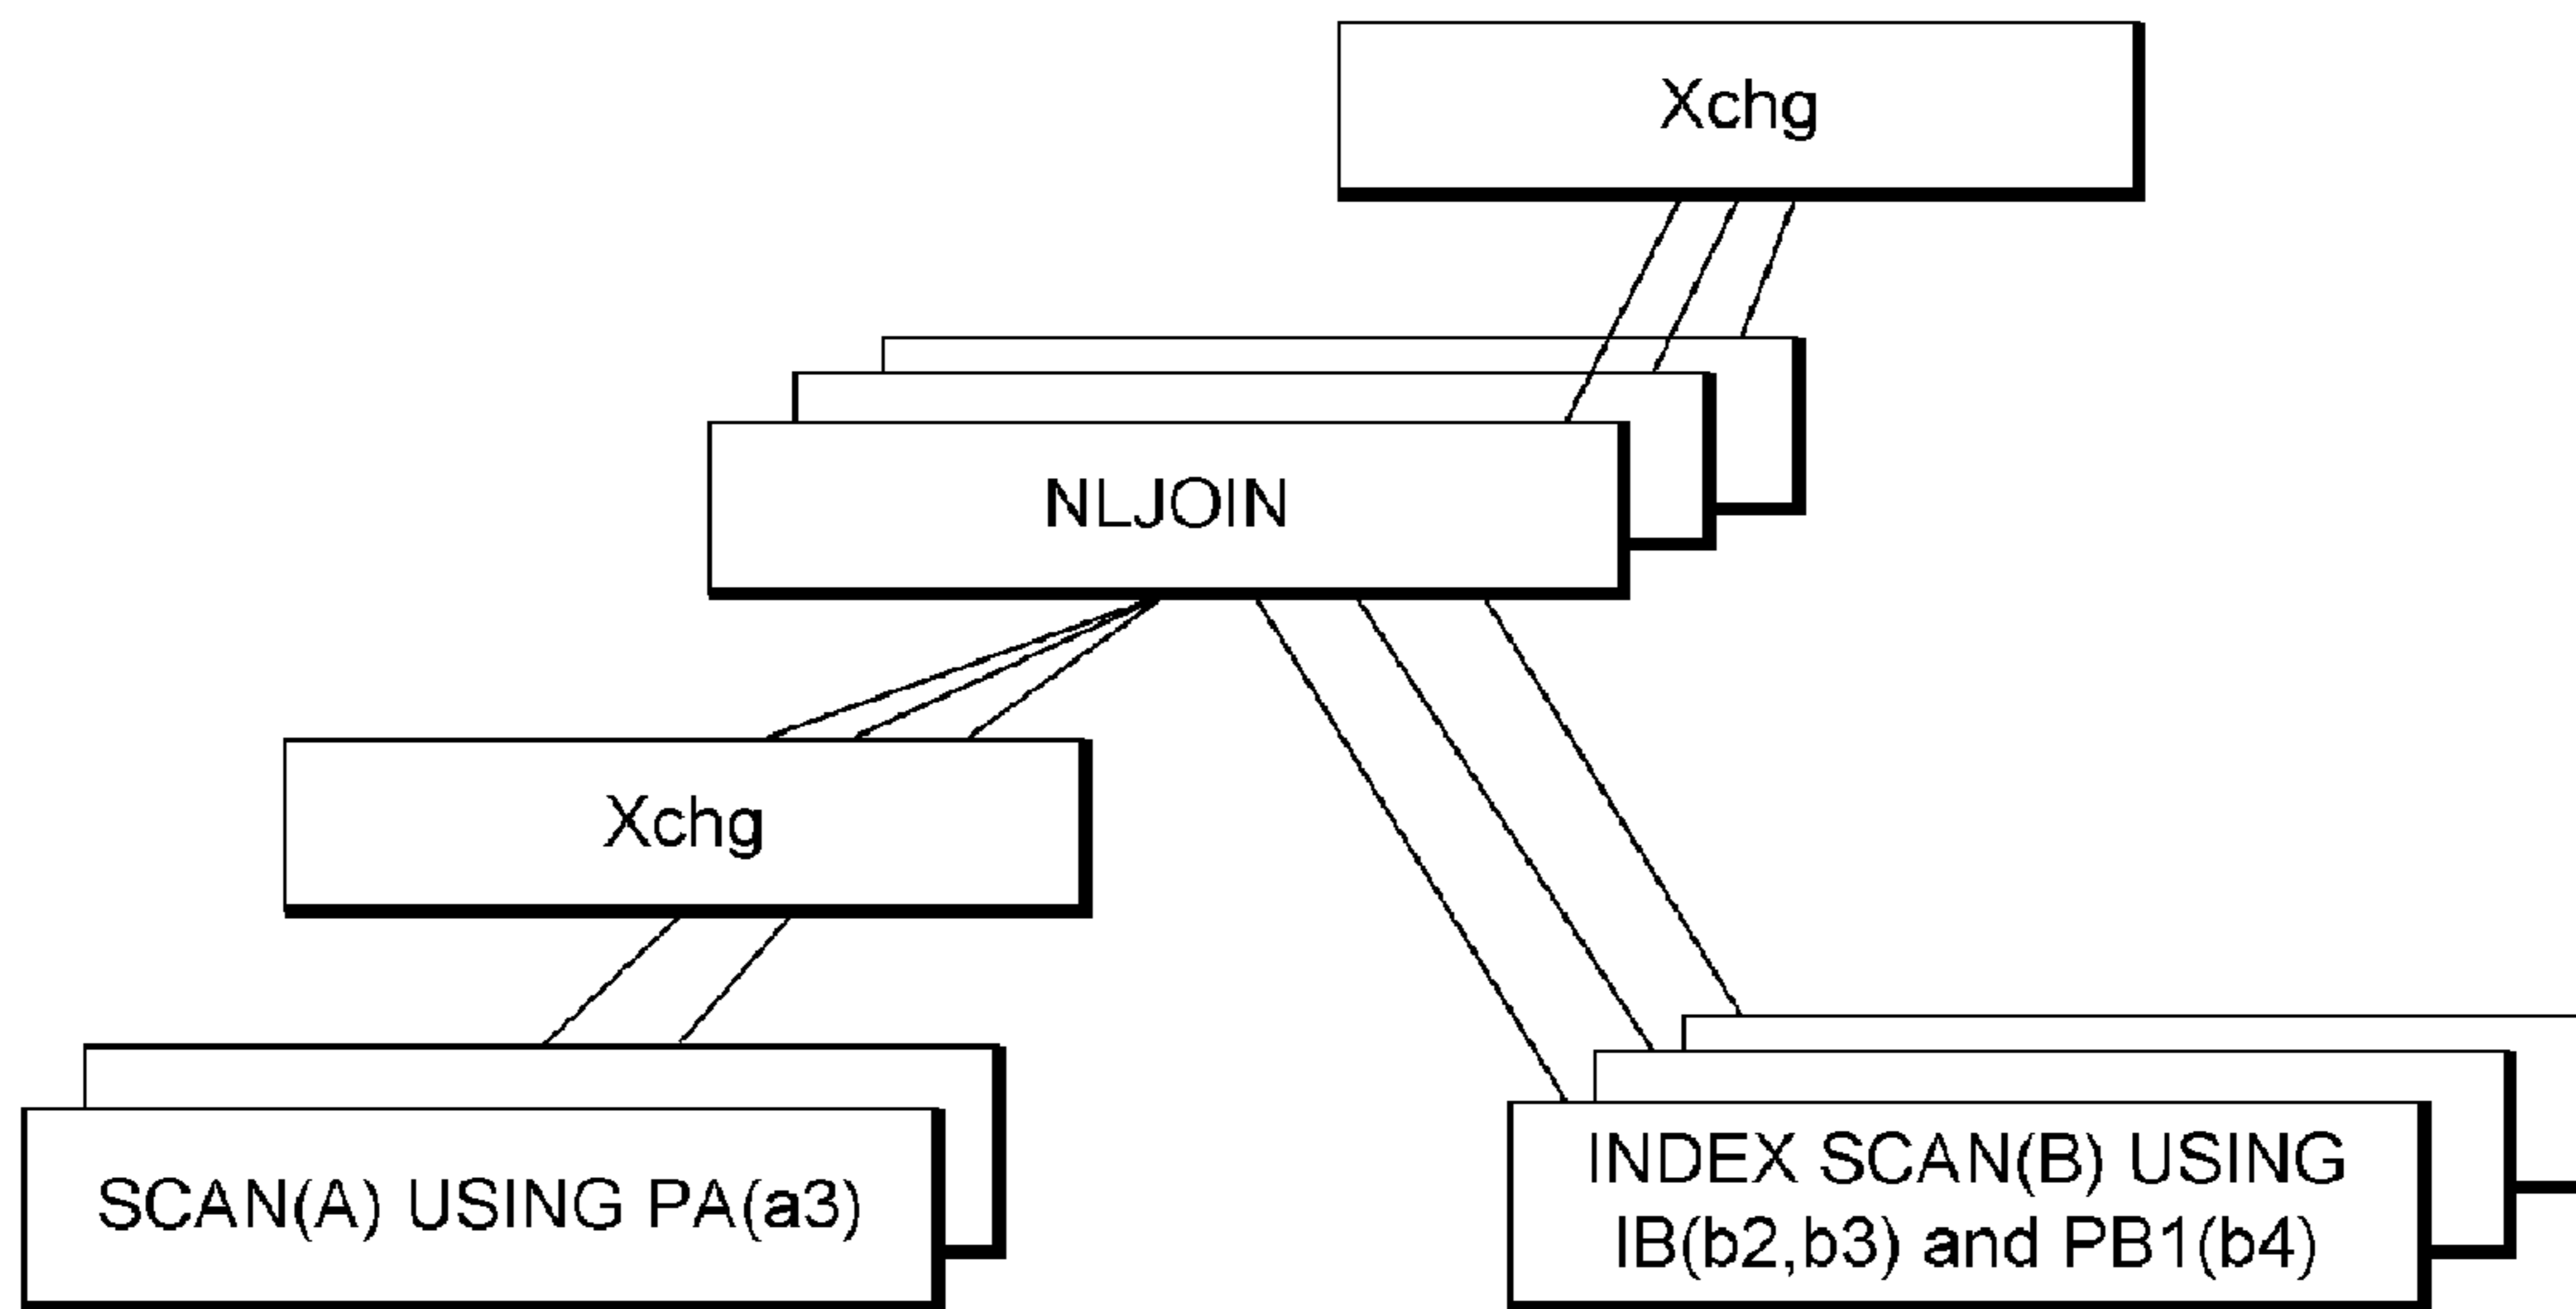 Xchg
NLJOIN
Xchg
SCAN(A) USING PA(a3)
INDEX SCAN(B) USING
IB(b2,b3) and PB1(b4)